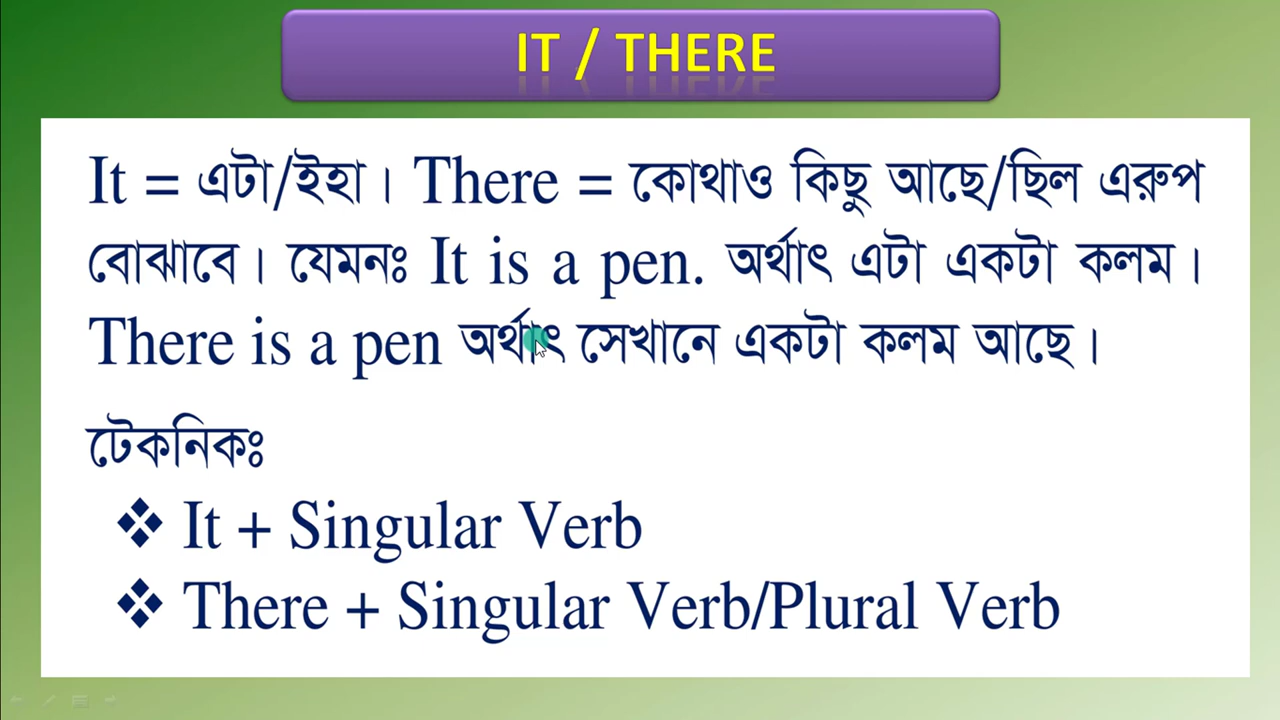 IT / THERE
It = এটা/ইহা। There = কোথাও কিছু আছে/ছিল এরুপ
বোঝাবে। যেমনঃ It is a pen. অর্থাৎ এটা একটা কলম।
There is a pen অর্থাৎ সেখানে একটা কলম আছে।
টেকনিকঃ
❖ It + Singular Verb
❖ There + Singular Verb/Plural Verb